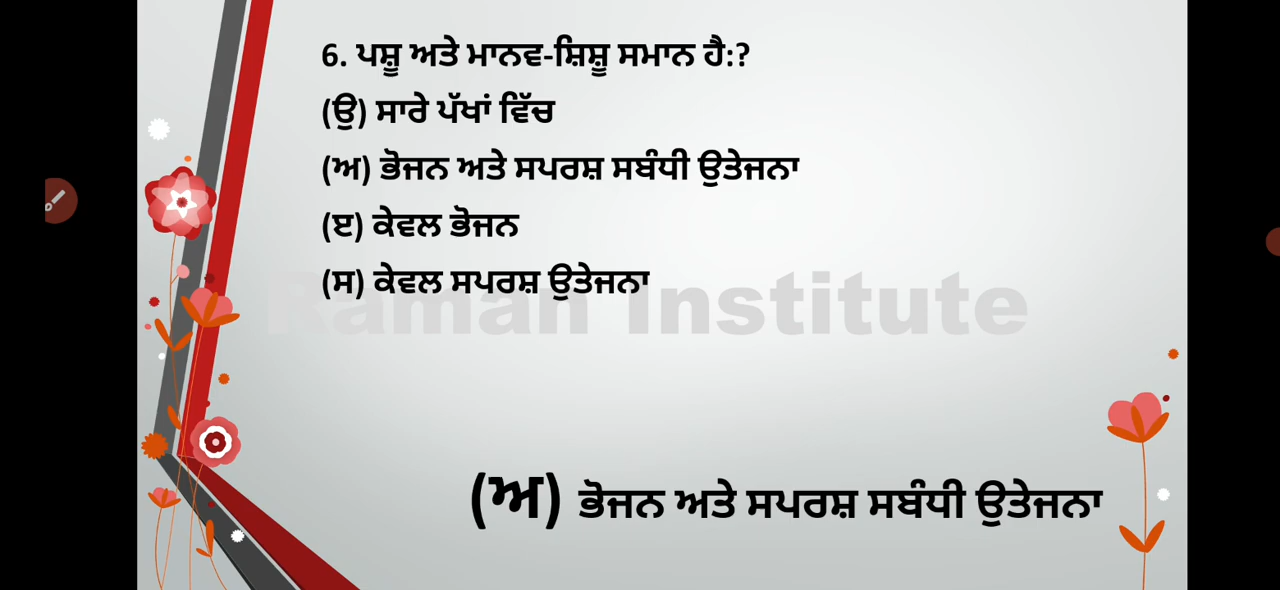 6. ਪਸ਼ੂ ਅਤੇ ਮਾਨਵ-ਸ਼ਿਸ਼ੂ ਸਮਾਨ ਹੈ:?
(ਉ) ਸਾਰੇ ਪੱਖਾਂ ਵਿੱਚ
(ਅ) ਭੋਜਨ ਅਤੇ ਸਪਰਸ਼ ਸਬੰਧੀ ਉਤੇਜਨਾ
(ੲ) ਕੇਵਲ ਭੋਜਨ
(ਸ) ਕੇਵਲ ਸਪਰਸ਼ ਉਤੇਜਨਾ
Raman Institute
(ਅ) ਭੋਜਨ ਅਤੇ ਸਪਰਸ਼ ਸਬੰਧੀ ਉਤੇਜਨਾ